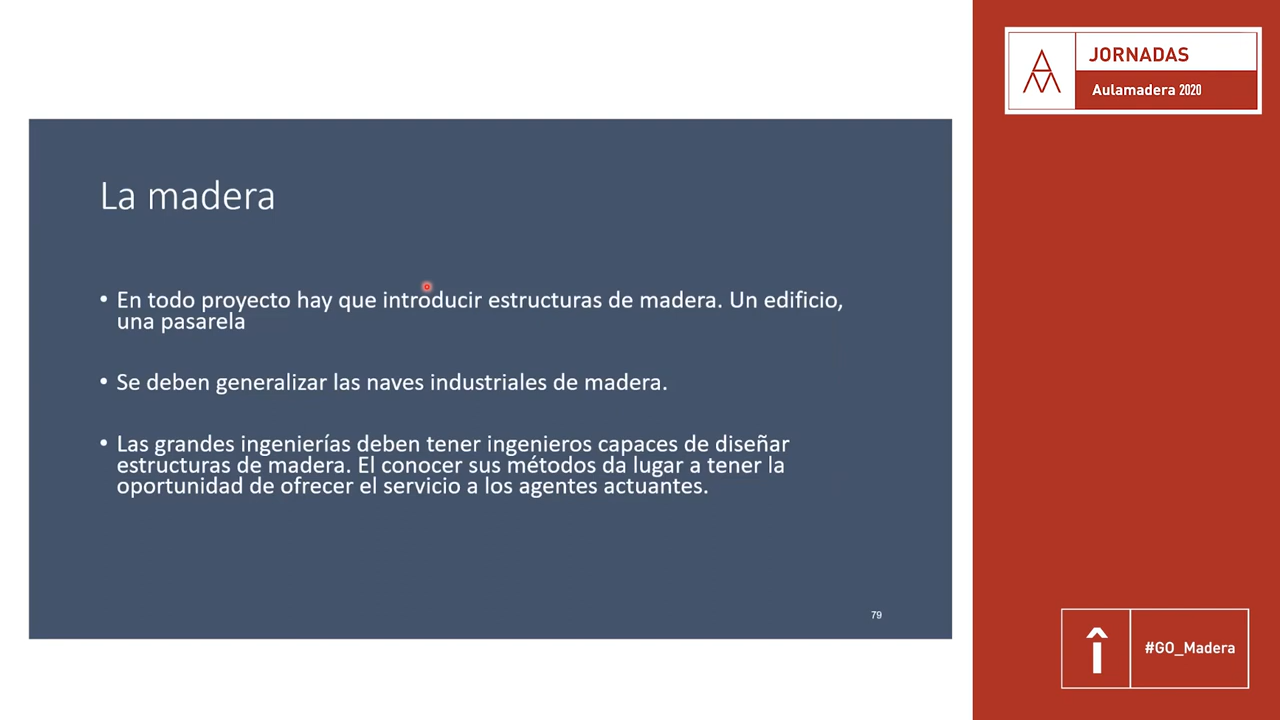 La madera
• En todo proyecto hay que introducir estructuras de madera. Un edificio,
una pasarela
• Se deben generalizar las naves industriales de madera.
• Las grandes ingenierías deben tener ingenieros capaces de diseñar
estructuras de madera. El conocer sus métodos da lugar a tener la
oportunidad de ofrecer el servicio a los agentes actuantes.
79
JORNADAS
Aulamadera 2020
#GO_Madera